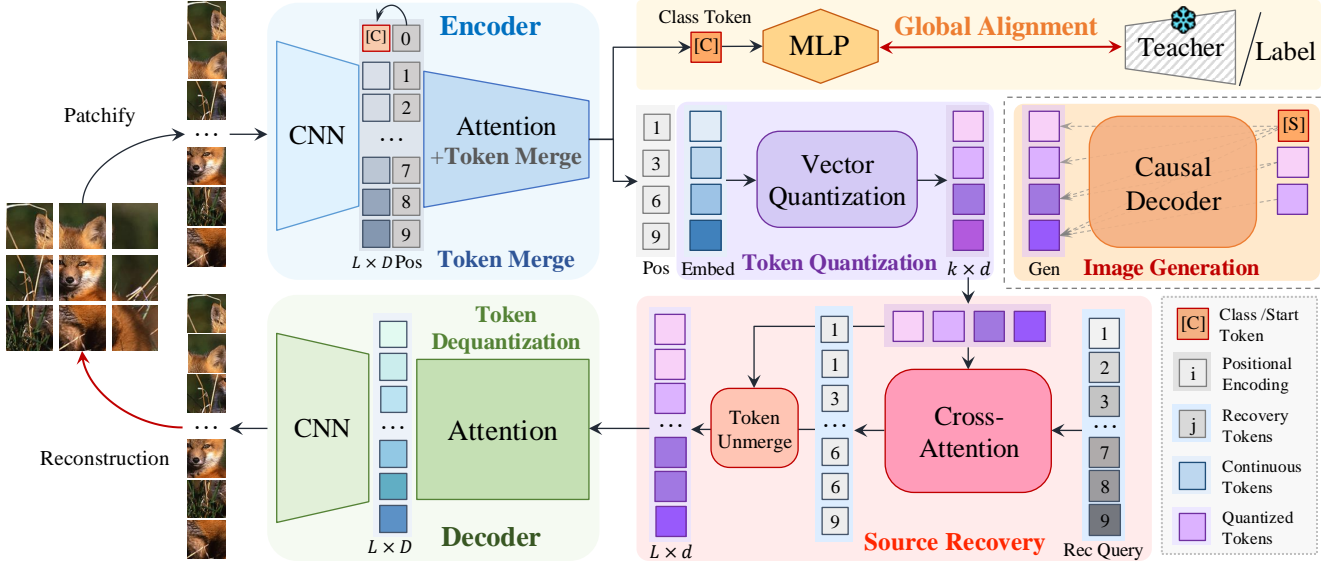 Patchify
...
Reconstruction
...
Encoder
[C] 0
1
2
...
7
8
9
CNN
Attention
+Token Merge
L × D Pos
Token Merge
Class Token
[C]
MLP
Global Alignment
Teacher
/Label
1
3
6
9
Pos
Embed
Vector
Quantization
Token Quantization
k × d
Gen
Causal
Decoder
[S]
Image Generation
Token
Dequantization
CNN
...
Attention
L × D
Decoder
...
L × d
Token
Unmerge
1
1
3
...
6
6
9
Cross-
Attention
1
2
3
...
7
8
9
Source Recovery
Rec Query
[C] Class /Start
Token
i Positional
Encoding
j Recovery
Tokens
Continuous
Tokens
Quantized
Tokens